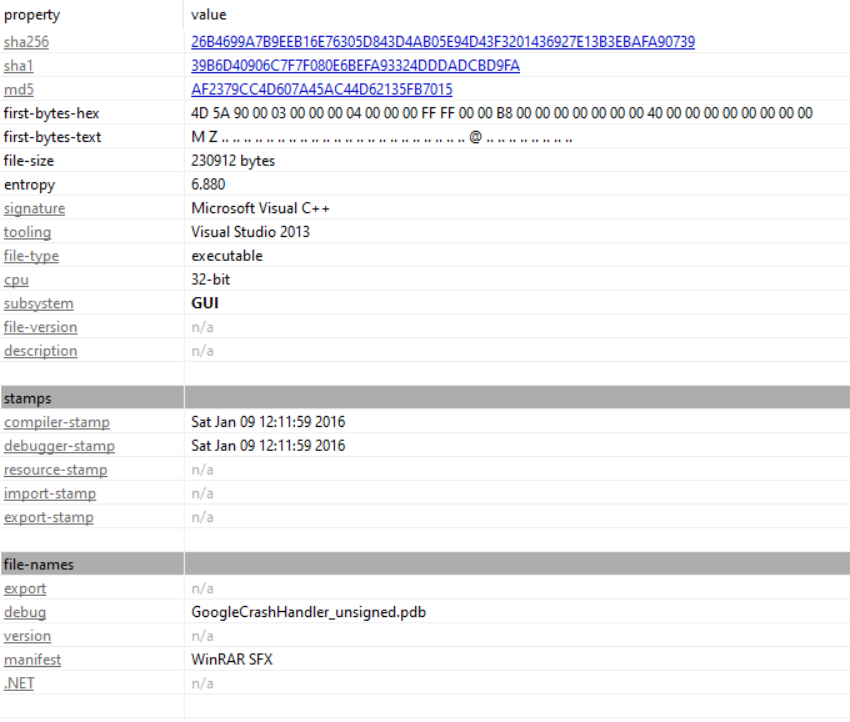 property value
sha256 26B4699A7B9EEB16E76305D843D4AB05E94D43F3201436927E13B3EBAFA90739
sha1 39B6D40906C7F7F080E6BEFA93324DDDADCBD9FA
md5 AF2379CC4D607A45AC44D62135FB7015
first-bytes-hex 4D 5A 90 00 03 00 00 00 04 00 00 00 FF FF 00 00 B8 00 00 00 00 00 00 00 40 00 00 00 00 00 00 00
first-bytes-text M Z .. .. .. .. .. .. .. .. .. .. .. .. .. .. .. .. .. .. .. .. .. .. @ .. .. .. .. .. .. ..
file-size 230912 bytes
entropy 6.880
signature Microsoft Visual C++
tooling Visual Studio 2013
file-type executable
cpu 32-bit
subsystem GUI
file-version n/a
description n/a
stamps
compiler-stamp Sat Jan 09 12:11:59 2016
debugger-stamp Sat Jan 09 12:11:59 2016
resource-stamp n/a
import-stamp n/a
export-stamp n/a
file-names
export n/a
debug GoogleCrashHandler_unsigned.pdb
version n/a
manifest WinRAR SFX
.NET n/a